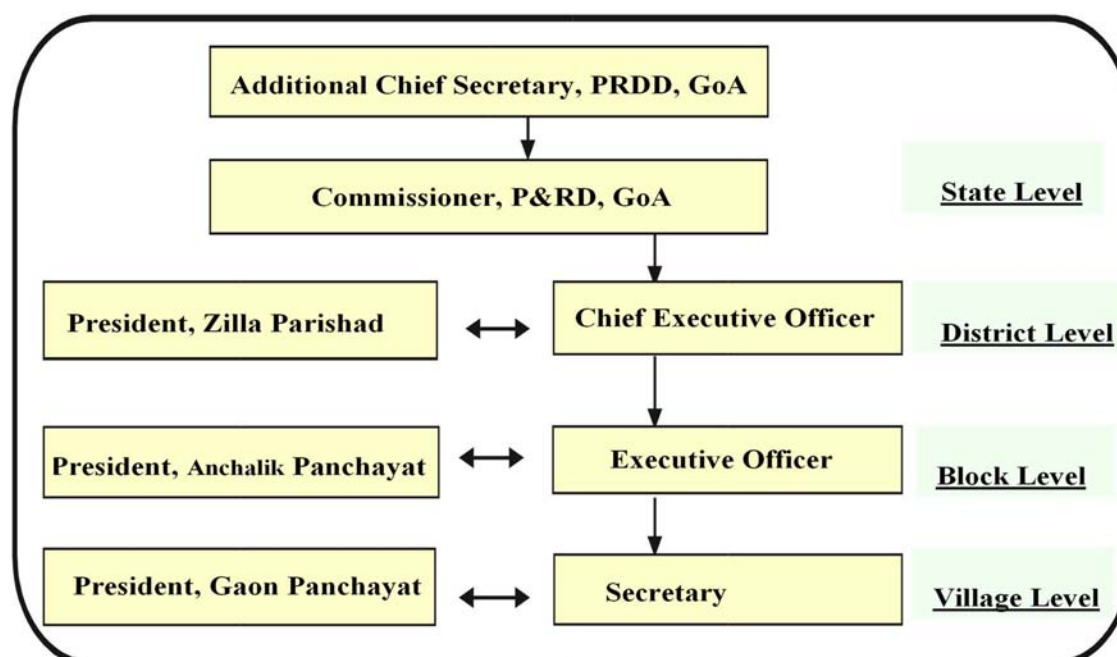 Additional Chief Secretary, PRDD, GoA
Commissioner, P&RD, GoA
State Level
President, Zilla Parishad
Chief Executive Officer
District Level
President, Anchalik Panchayat
Executive Officer
Block Level
President, Gaon Panchayat
Secretary
Village Level